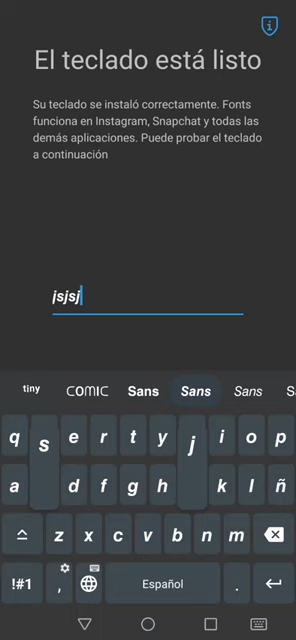 El teclado está listo
Su teclado se instaló correctamente. Fonts
funciona en Instagram, Snapchat y todas las
demás aplicaciones. Puede probar el teclado
a continuación
jsjsj
tiny COMIC Sans Sans Sans S
q s e r t y j i o p
a d f g h k l ñ
z x c v b n m
!#1 , Español .